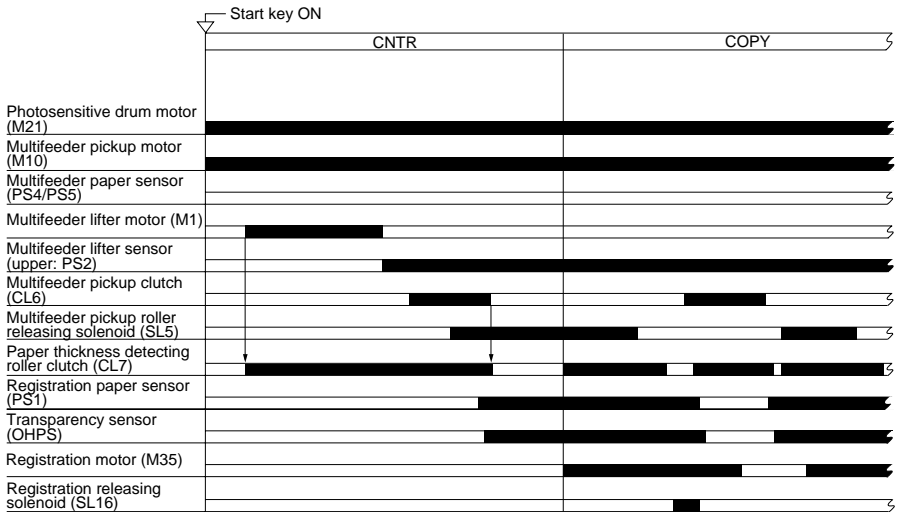 Start key ON
CNTR
COPY
Photosensitive drum motor
(M21)
Multifeeder pickup motor
(M10)
Multifeeder paper sensor
(PS4/PS5)
Multifeeder lifter motor (M1)
Multifeeder lifter sensor
(upper: PS2)
Multifeeder pickup clutch
(CL6)
Multifeeder pickup roller
releasing solenoid (SL5)
Paper thickness detecting
roller clutch (CL7)
Registration paper sensor
(PS1)
Transparency sensor
(OHPS)
Registration motor (M35)
Registration releasing
solenoid (SL16)